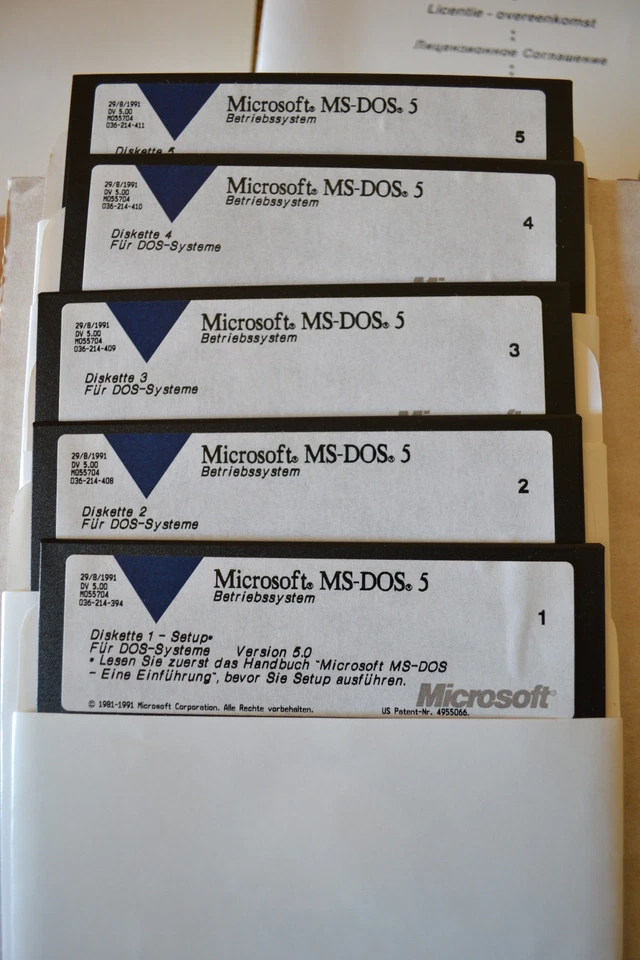 Licentie - overeenkomst
Лицензионное Соглашение
29/8/1991
DV 5.00
M055704
036-214-411
Microsoft® MS-DOS® 5
Betriebssystem
5
Diskette 5
29/8/1991
DV 5.00
M055704
036-214-410
Microsoft® MS-DOS® 5
Betriebssystem
4
Diskette 4
Für DOS-Systeme
29/8/1991
DV 5.00
M055704
036-214-409
Microsoft® MS-DOS® 5
Betriebssystem
3
Diskette 3
Für DOS-Systeme
Microsoft
29/8/1991
DV 5.00
M055704
036-214-408
Microsoft® MS-DOS® 5
Betriebssystem
2
Diskette 2
Für DOS-Systeme
29/8/1991
DV 5.00
M055704
036-214-394
Microsoft® MS-DOS® 5
Betriebssystem
1
Diskette 1 - Setup•
Für DOS-Systeme Version 5.0
• Lesen Sie zuerst das Handbuch "Microsoft MS-DOS
- Eine Einführung", bevor Sie Setup ausführen.
Microsoft®
© 1981-1991 Microsoft Corporation. Alle Rechte vorbehalten. US Patent-Nr. 4955066.